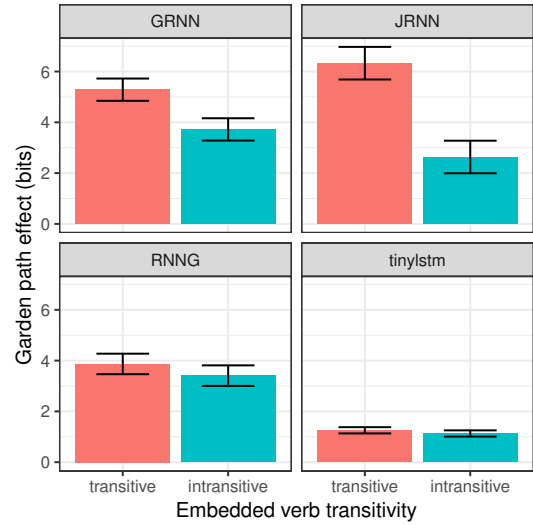 GRNN JRNN
6
4
2
0
RNNG tinylstm
6
4
2
0
transitive intransitive transitive intransitive
Embedded verb transitivity
Garden path effect (bits)